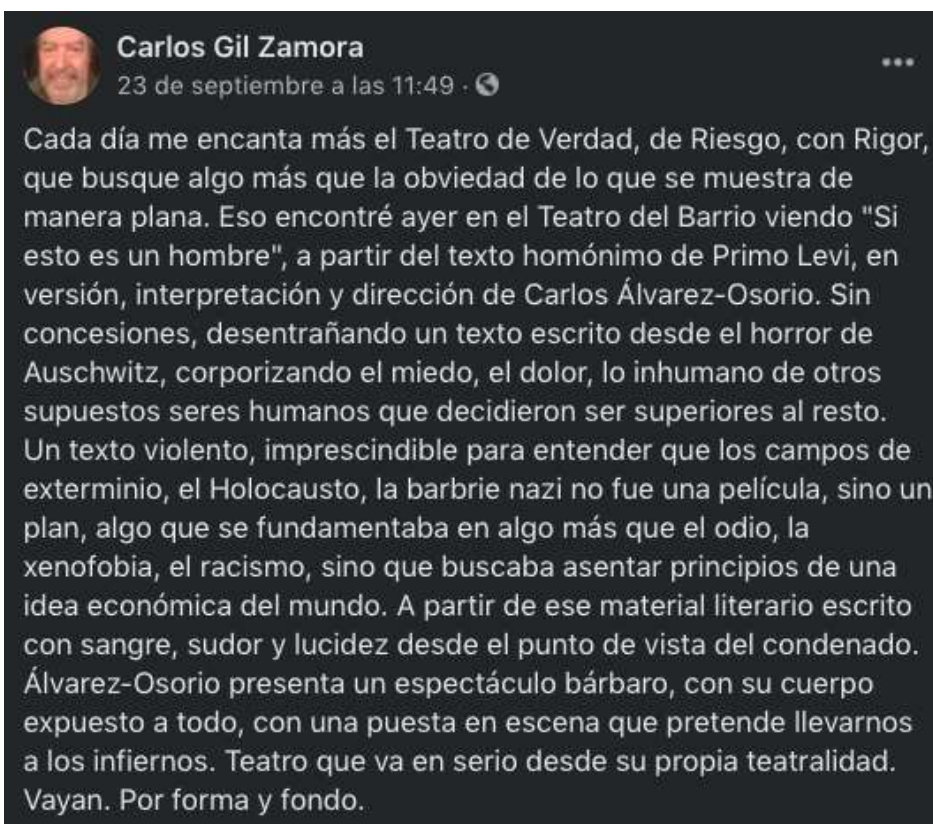 Carlos Gil Zamora
23 de septiembre a las 11:49 ·
Cada día me encanta más el Teatro de Verdad, de Riesgo, con Rigor,
que busque algo más que la obviedad de lo que se muestra de
manera plana. Eso encontré ayer en el Teatro del Barrio viendo "Si
esto es un hombre", a partir del texto homónimo de Primo Levi, en
versión, interpretación y dirección de Carlos Álvarez-Osorio. Sin
concesiones, desentrañando un texto escrito desde el horror de
Auschwitz, corporizando el miedo, el dolor, lo inhumano de otros
supuestos seres humanos que decidieron ser superiores al resto.
Un texto violento, imprescindible para entender que los campos de
exterminio, el Holocausto, la barbrie nazi no fue una película, sino un
plan, algo que se fundamentaba en algo más que el odio, la
xenofobia, el racismo, sino que buscaba asentar principios de una
idea económica del mundo. A partir de ese material literario escrito
con sangre, sudor y lucidez desde el punto de vista del condenado.
Álvarez-Osorio presenta un espectáculo bárbaro, con su cuerpo
expuesto a todo, con una puesta en escena que pretende llevarnos
a los infiernos. Teatro que va en serio desde su propia teatralidad.
Vayan. Por forma y fondo.